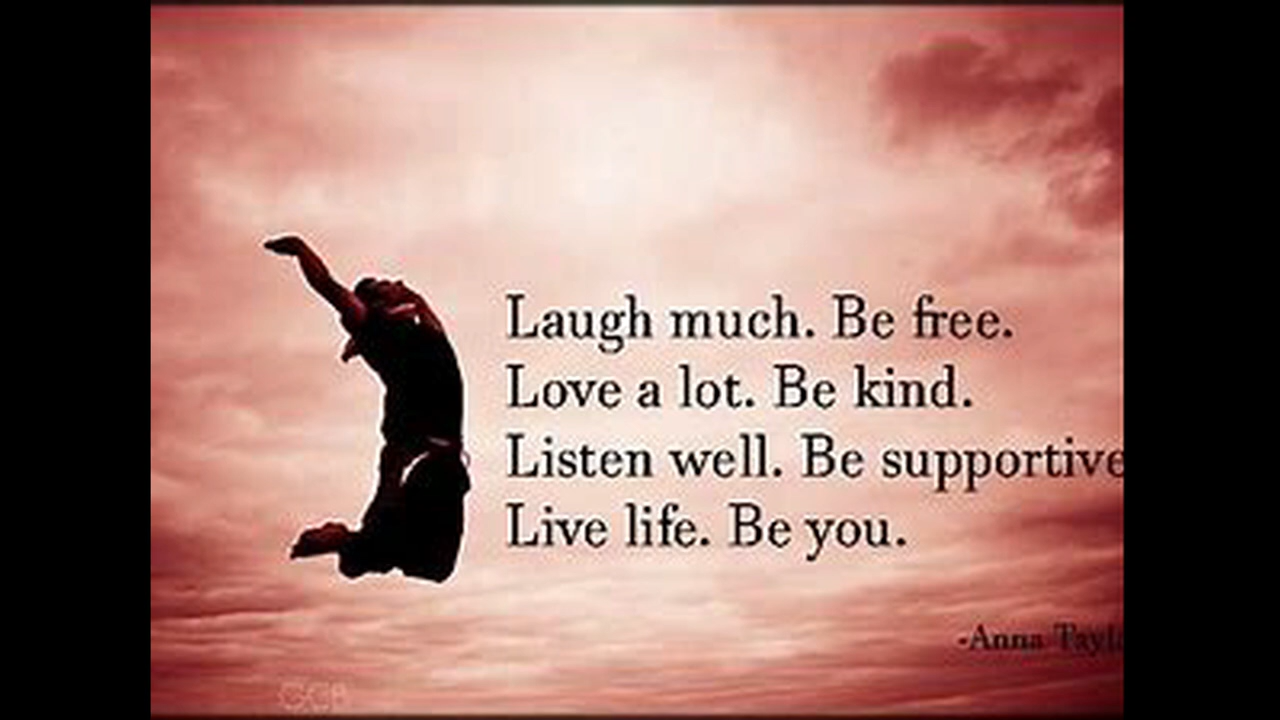 Laugh much. Be free.
Love a lot. Be kind.
Listen well. Be supportive
Live life. Be you.
-Anna Tayl